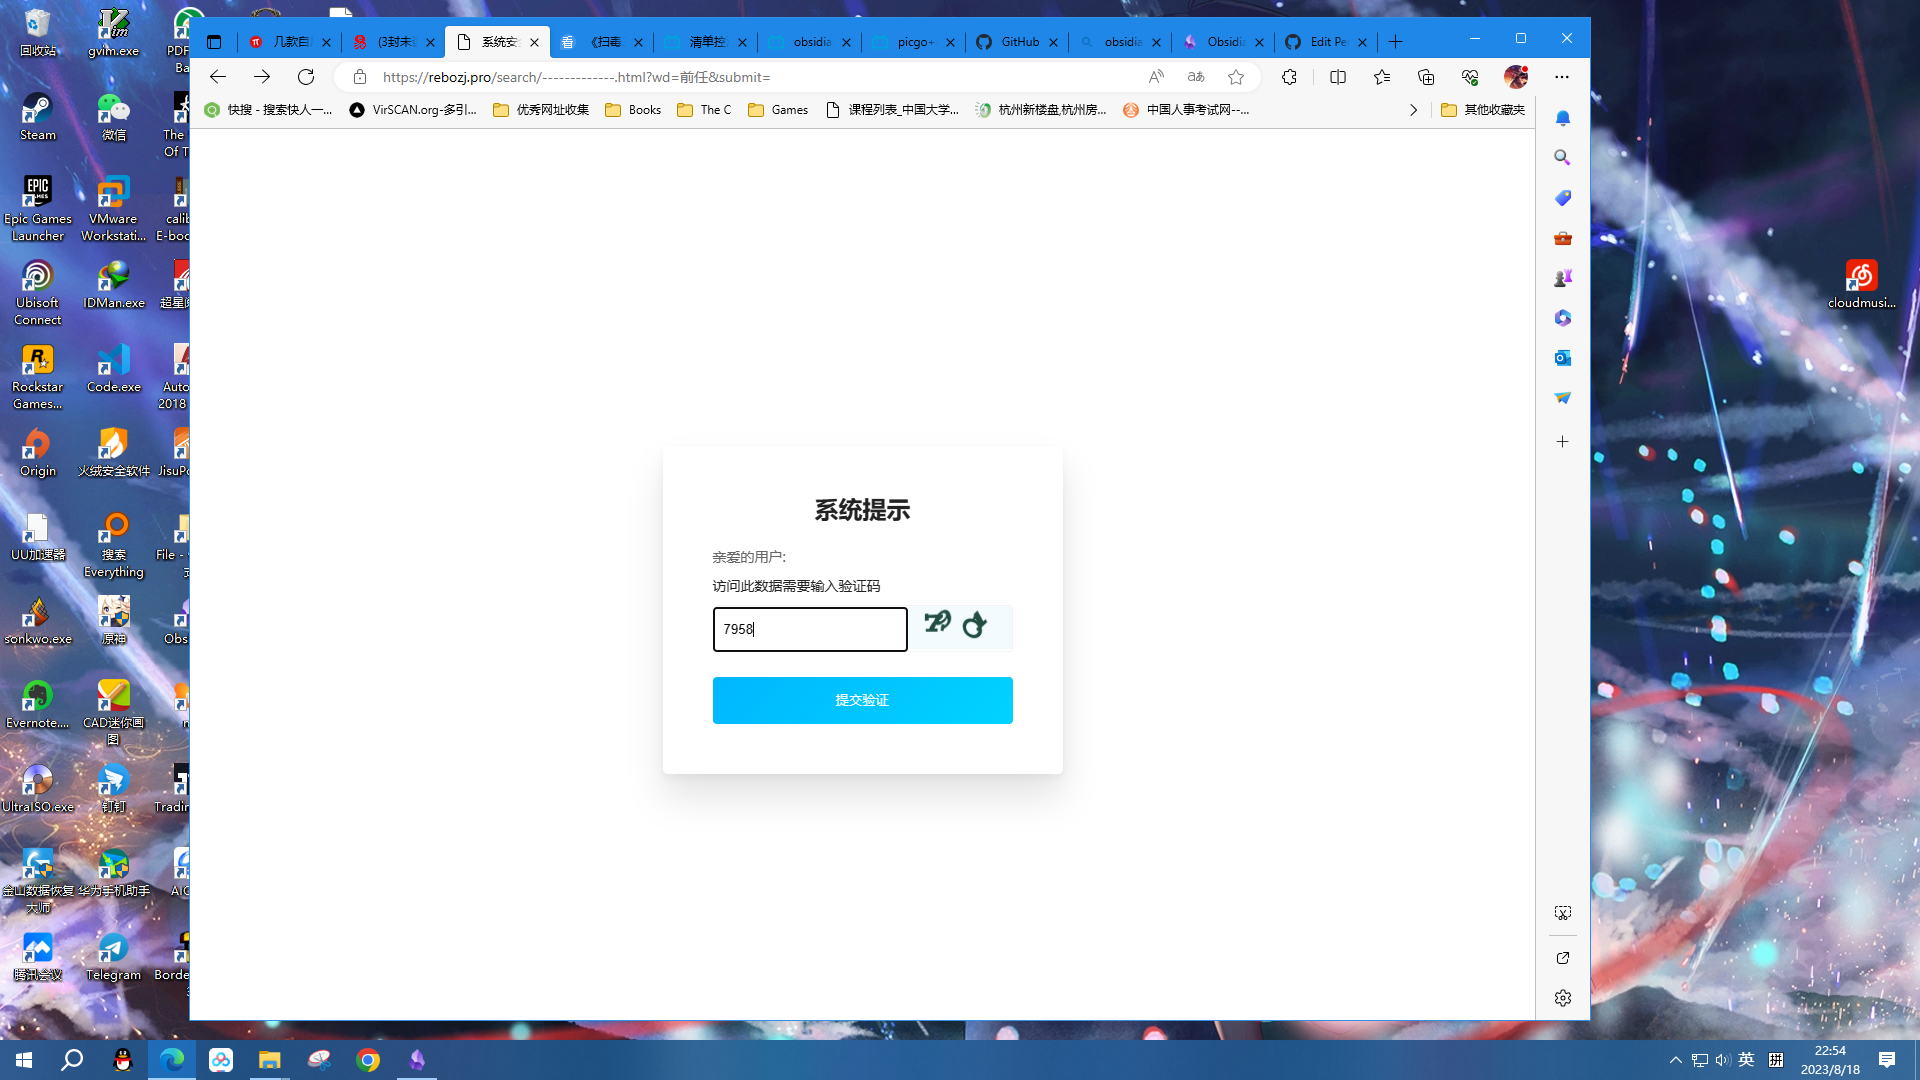 几款自
(3封未
系统安
《扫毒
清单控
obsidia
picgo+
GitHub
obsidia
Obsidia
Edit Pe
https://rebozj.pro/search/-------------.html?wd=前任&submit=
快搜 - 搜索快人一...
VirSCAN.org-多引...
优秀网址收集
Books
The C
Games
课程列表_中国大学...
杭州新楼盘,杭州房...
中国人事考试网--...
其他收藏夹
系统提示
亲爱的用户:
访问此数据需要输入验证码
7958
提交验证
回收站
gvim.exe
PDF
Ba
Steam
微信
The
Of T
Epic Games
Launcher
VMware
Workstati...
calib
E-boo
Ubisoft
Connect
IDMan.exe
超星阅
Rockstar
Games...
Code.exe
Auto
2018
Origin
火绒安全软件
JisuPo
UU加速器
搜索
Everything
File -
sonkwo.exe
原神
Obs
Evernote....
CAD迷你画
图
UltraISO.exe
钉钉
Tradin
金山数据恢复
大师
华为手机助手
腾讯会议
Telegram
Borde
3
cloudmusi...
英
拼
22:54
2023/8/18